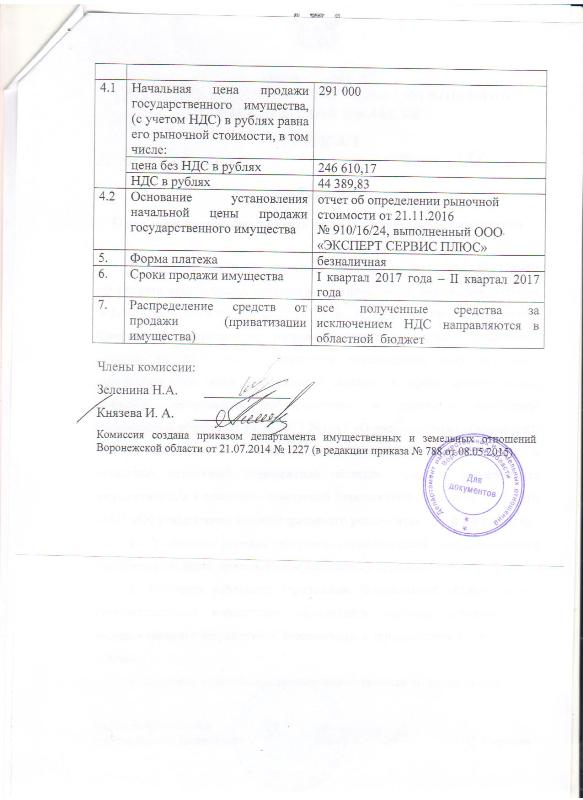 4.1 Начальная цена продажи 291 000
государственного имущества,
(с учетом НДС) в рублях равна
его рыночной стоимости, в том
числе:
цена без НДС в рублях 246 610,17
НДС в рублях 44 389,83
4.2 Основание установления отчет об определении рыночной
начальной цены продажи стоимости от 21.11.2016
государственного имущества № 910/16/24, выполненный ООО
«ЭКСПЕРТ СЕРВИС ПЛЮС»
5. Форма платежа безналичная
6. Сроки продажи имущества I квартал 2017 года – II квартал 2017
года
7. Распределение средств от все полученные средства за
продажи (приватизации исключением НДС направляются в
имущества) областной бюджет
Члены комиссии:
Зеленина Н.А.
Князева И. А.
Комиссия создана приказом департамента имущественных и земельных отношений
Воронежской области от 21.07.2014 № 1227 (в редакции приказа № 788 от 08.05.2015)
Департамент имущественных и земельных отношений
Воронежской области
Для
документов